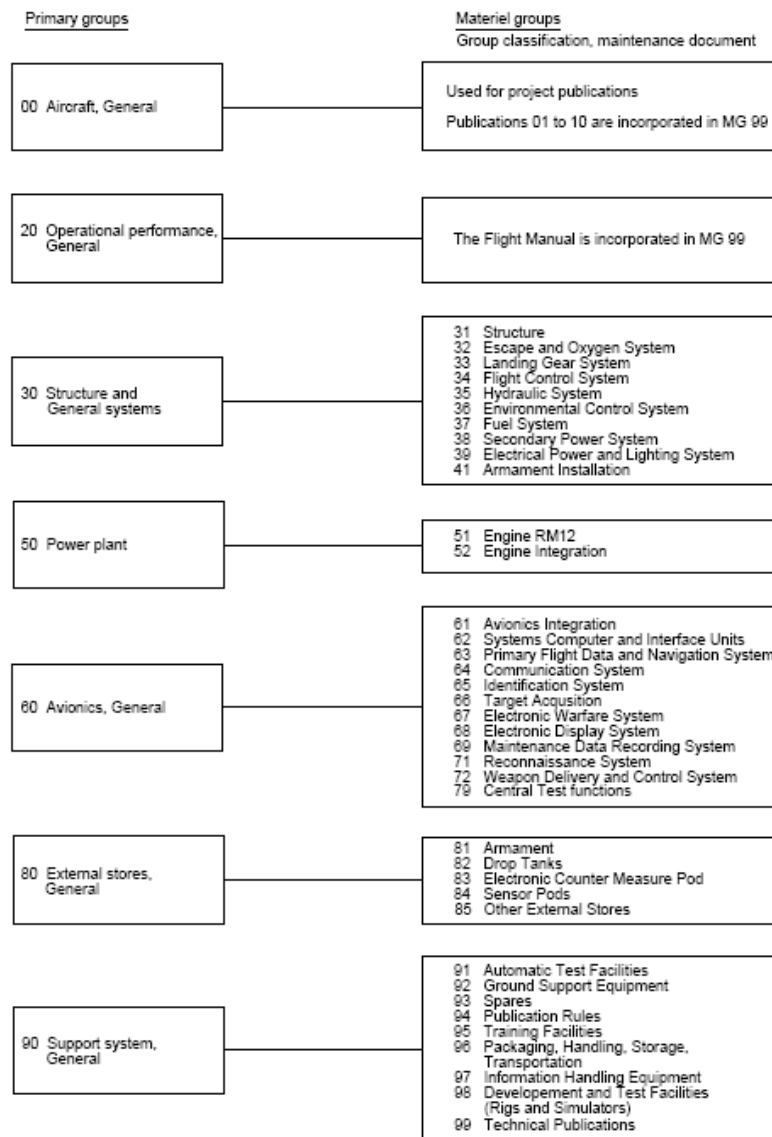 Primary groups
Materiel groups
Group classification, maintenance document
00 Aircraft, General
Used for project publications
Publications 01 to 10 are incorporated in MG 99
20 Operational performance,
General
The Flight Manual is incorporated in MG 99
30 Structure and
General systems
31 Structure
32 Escape and Oxygen System
33 Landing Gear System
34 Flight Control System
35 Hydraulic System
36 Environmental Control System
37 Fuel System
38 Secondary Power System
39 Electrical Power and Lighting System
41 Armament Installation
50 Power plant
51 Engine RM12
52 Engine Integration
60 Avionics, General
61 Avionics Integration
62 Systems Computer and Interface Units
63 Primary Flight Data and Navigation System
64 Communication System
65 Identification System
66 Target Acqusition
67 Electronic Warfare System
68 Electronic Display System
69 Maintenance Data Recording System
71 Reconnaissance System
72 Weapon Delivery and Control System
79 Central Test functions
80 External stores,
General
81 Armament
82 Drop Tanks
83 Electronic Counter Measure Pod
84 Sensor Pods
85 Other External Stores
90 Support system,
General
91 Automatic Test Facilities
92 Ground Support Equipment
93 Spares
94 Publication Rules
95 Training Facilities
96 Packaging, Handling, Storage,
Transportation
97 Information Handling Equipment
98 Developement and Test Facilities
(Rigs and Simulators)
99 Technical Publications